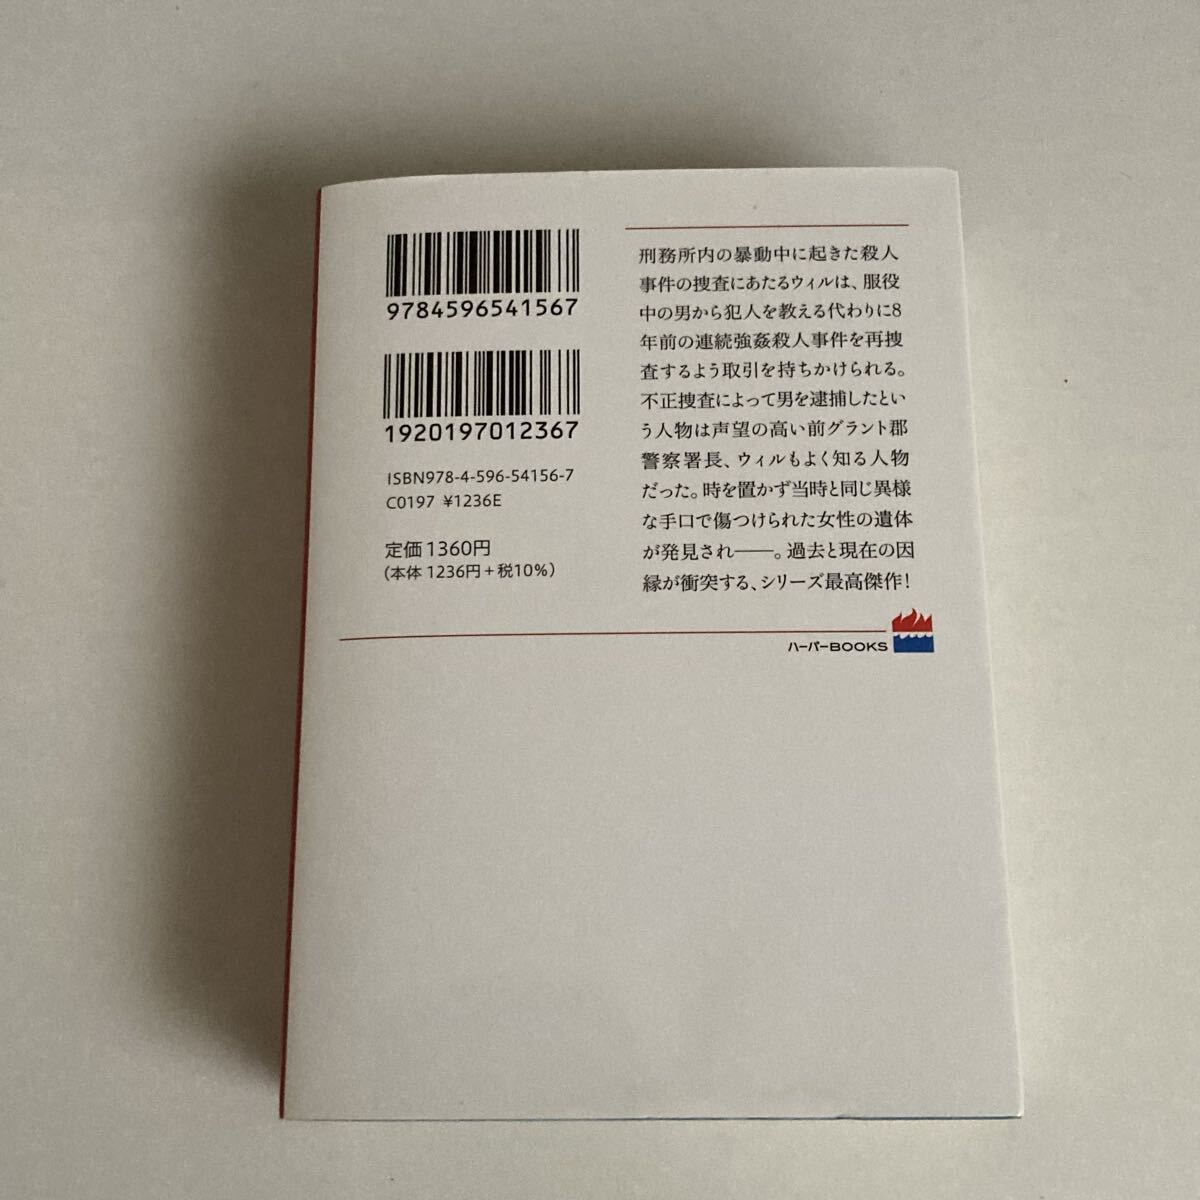 9784596541567
1920197012367
ISBN978-4-596-54156-7
C0197 ¥1236E
定価1360円
(本体 1236円+税10%)
刑務所内の暴動中に起きた殺人
事件の捜査にあたるウィルは、服役
中の男から犯人を教える代わりに8
年前の連続強姦殺人事件を再捜
査するよう取引を持ちかけられる。
不正捜査によって男を逮捕したとい
う人物は声望の高い前グラント郡
警察署長、ウィルもよく知る人物
だった。時を置かず当時と同じ異様
な手口で傷つけられた女性の遺体
が発見され――。過去と現在の因
縁が衝突する、シリーズ最高傑作!
ハーパーBOOKS